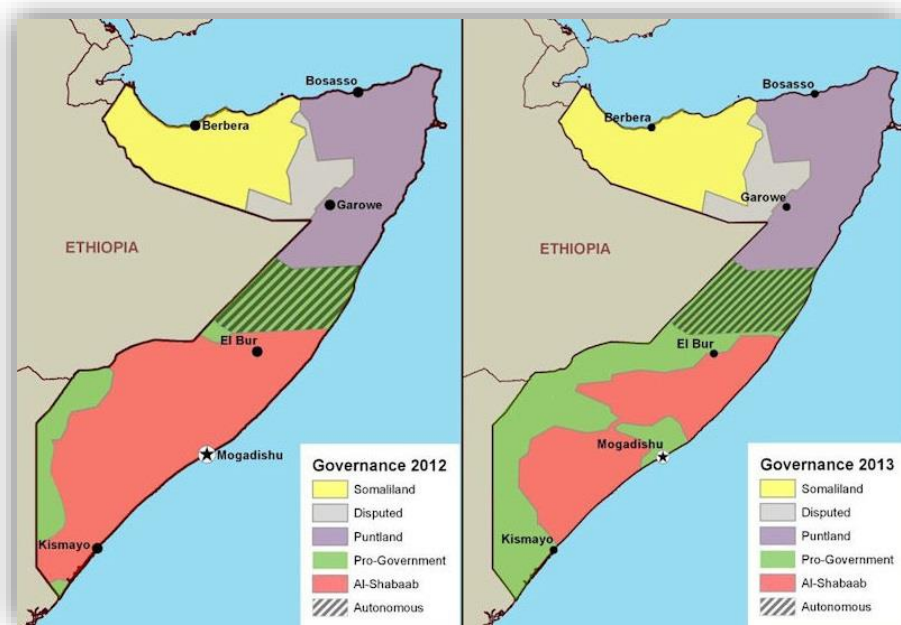 Bosasso
Berbera
Garowe
ETHIOPIA
El Bur
Mogadishu
Kismayo
Governance 2012
Somaliland
Disputed
Puntland
Pro-Government
Al-Shabaab
Autonomous
Bosasso
Berbera
Garowe
ETHIOPIA
El Bur
Mogadishu
Kismayo
Governance 2013
Somaliland
Disputed
Puntland
Pro-Government
Al-Shabaab
Autonomous